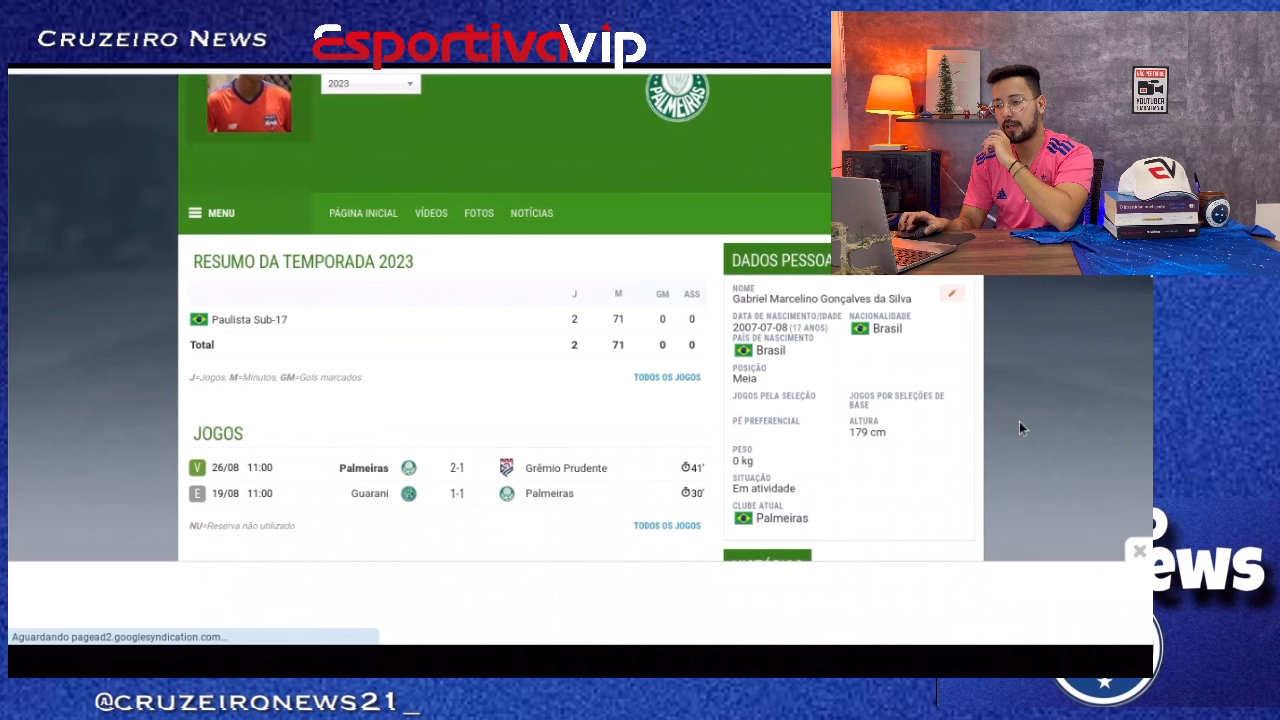 CRUZEIRO NEWS
EsportivaVip
NÃO PERTURBE
YOUTUBER
2023
PALMEIRAS
MENU
PÁGINA INICIAL VÍDEOS FOTOS NOTÍCIAS
RESUMO DA TEMPORADA 2023
J M GM ASS
Paulista Sub-17 2 71 0 0
Total 2 71 0 0
J=Jogos, M=Minutos, GM=Gols marcados
TODOS OS JOGOS
JOGOS
V 26/08 11:00 Palmeiras 2-1 Grêmio Prudente 41'
E 19/08 11:00 Guarani 1-1 Palmeiras 30'
NU=Reserva não utilizado
TODOS OS JOGOS
DADOS PESSOA
NOME
Gabriel Marcelino Gonçalves da Silva
DATA DE NASCIMENTO/IDADE NACIONALIDADE
2007-07-08 (17 ANOS) Brasil
PAÍS DE NASCIMENTO
Brasil
POSIÇÃO
Meia
JOGOS PELA SELEÇÃO JOGOS POR SELEÇÕES DE
BASE
PÉ PREFERENCIAL ALTURA
179 cm
PESO
0 kg
SITUAÇÃO
Em atividade
CLUBE ATUAL
Palmeiras
ews
Aguardando pagead2.googlesyndication.com...
@CRUZEIRONEWS21_